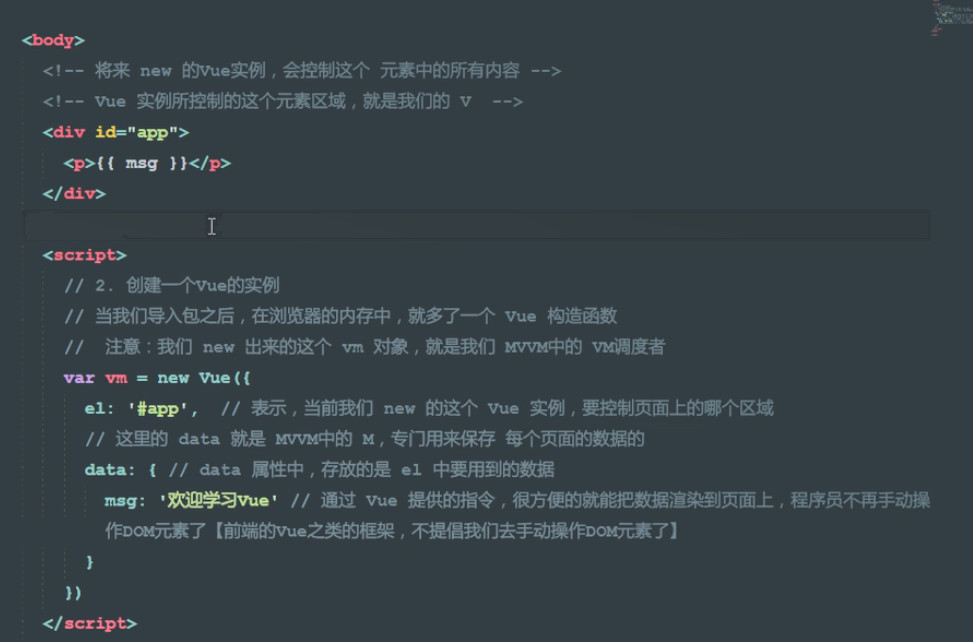 <body>
<!-- 将来 new 的Vue实例，会控制这个 元素中的所有内容 -->
<!-- Vue 实例所控制的这个元素区域，就是我们的 V  -->
<div id="app">
<p>{{ msg }}</p>
</div>
<script>
// 2. 创建一个Vue的实例
// 当我们导入包之后，在浏览器的内存中，就多了一个 Vue 构造函数
//  注意：我们 new 出来的这个 vm 对象，就是我们 MVVM中的 VM调度者
var vm = new Vue({
el: '#app',  // 表示，当前我们 new 的这个 Vue 实例，要控制页面上的哪个区域
// 这里的 data 就是 MVVM中的 M，专门用来保存 每个页面的数据的
data: { // data 属性中，存放的是 el 中要用到的数据
msg: '欢迎学习Vue' // 通过 Vue 提供的指令，很方便的就能把数据渲染到页面上，程序员不再手动操
作DOM元素了【前端的Vue之类的框架，不提倡我们去手动操作DOM元素了】
}
})
</script>